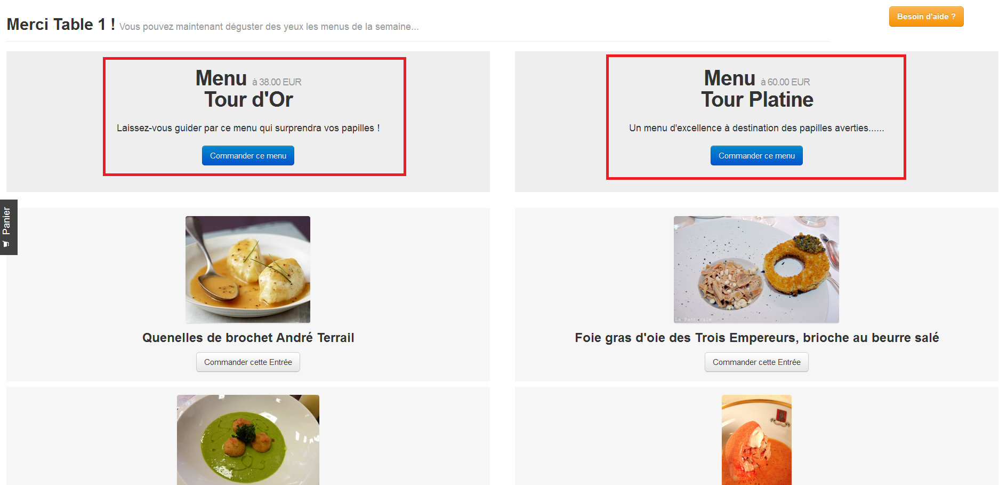 Merci Table 1 ! Vous pouvez maintenant déguster des yeux les menus de la semaine...
Besoin d'aide ?
Menu à 38.00 EUR
Tour d'Or
Laissez-vous guider par ce menu qui surprendra vos papilles !
Commander ce menu
Menu à 60.00 EUR
Tour Platine
Un menu d'excellence à destination des papilles averties......
Commander ce menu
Panier
Quenelles de brochet André Terrail
Commander cette Entrée
La Pastorale
Foie gras d'oie des Trois Empereurs, brioche au beurre salé
Commander cette Entrée